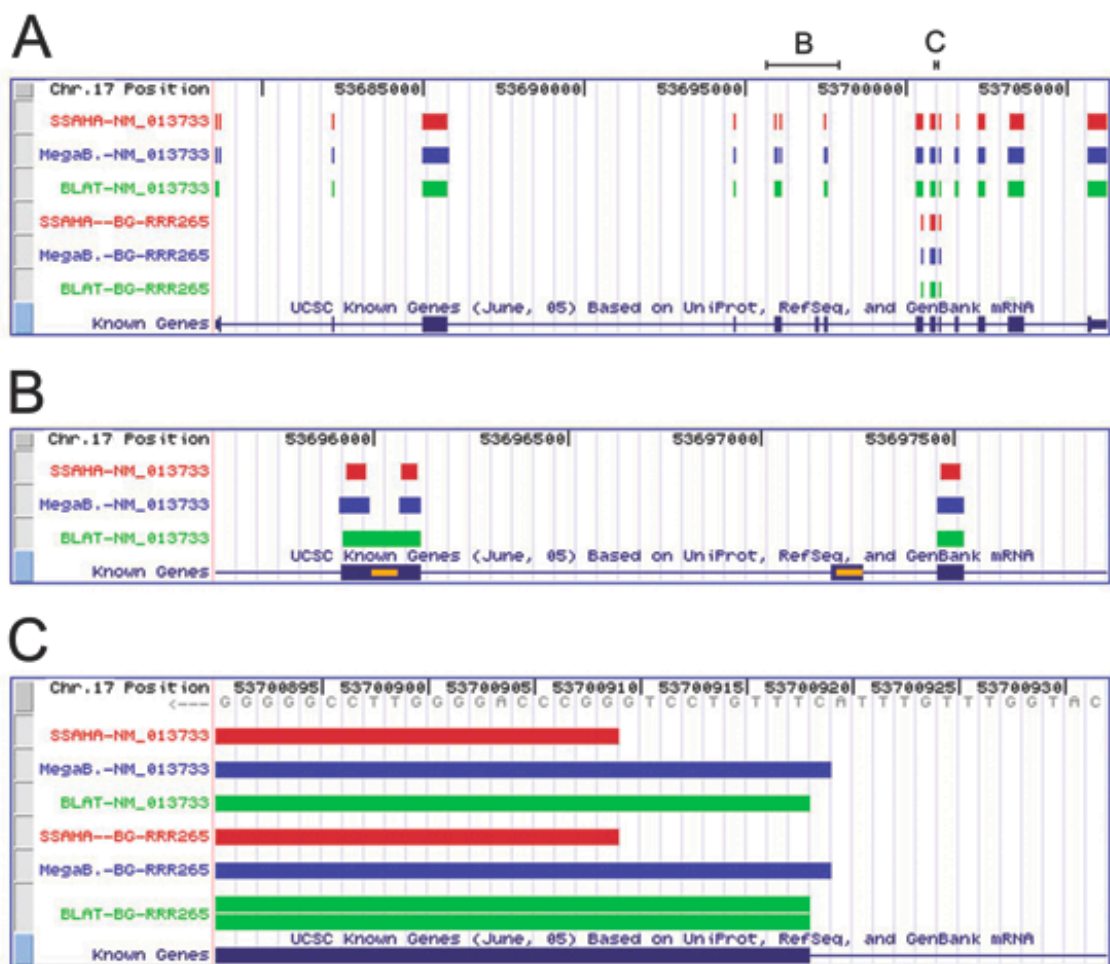 A
B C
Chr.17 Position 53685000 53690000 53695000 53700000 53705000
SSAHA-NM_013733
MegaB.-NM_013733
BLAT-NM_013733
SSAHA--BG-RRR265
MegaB.-BG-RRR265
BLAT-BG-RRR265
UCSC Known Genes (June, 05) Based on UniProt, RefSeq, and GenBank mRNA
Known Genes
B
Chr.17 Position 53696000 53696500 53697000 53697500
SSAHA-NM_013733
MegaB.-NM_013733
BLAT-NM_013733
UCSC Known Genes (June, 05) Based on UniProt, RefSeq, and GenBank mRNA
Known Genes
C
Chr.17 Position 53700895 53700900 53700905 53700910 53700915 53700920 53700925 53700930
<--- G G G G G C C T T G G G G A C C C G G G T C C T G T T T C A T T T G T T T G G T A C
SSAHA-NM_013733
MegaB.-NM_013733
BLAT-NM_013733
SSAHA--BG-RRR265
MegaB.-BG-RRR265
BLAT-BG-RRR265
UCSC Known Genes (June, 05) Based on UniProt, RefSeq, and GenBank mRNA
Known Genes